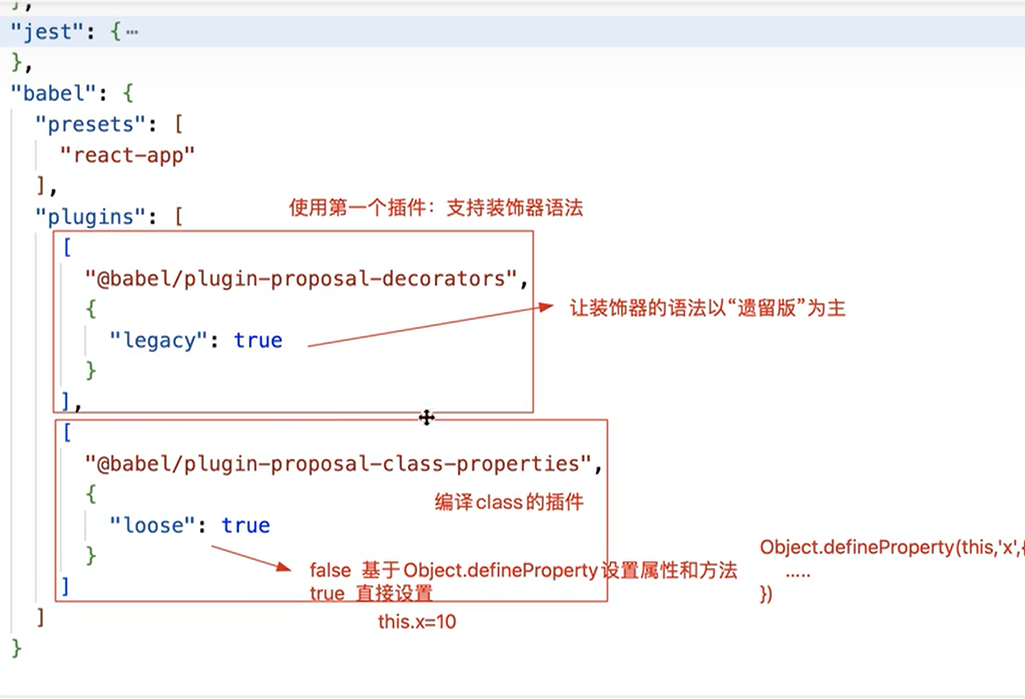 },
"jest": {…
},
"babel": {
"presets": [
"react-app"
],
"plugins": [
使用第一个插件：支持装饰器语法
[
"@babel/plugin-proposal-decorators",
{
"legacy": true
让装饰器的语法以“遗留版”为主
}
],
[
"@babel/plugin-proposal-class-properties",
{
编译class的插件
"loose": true
}
false 基于Object.defineProperty设置属性和方法
true 直接设置
this.x=10
Object.defineProperty(this,'x',{
.....
})
]
]
}